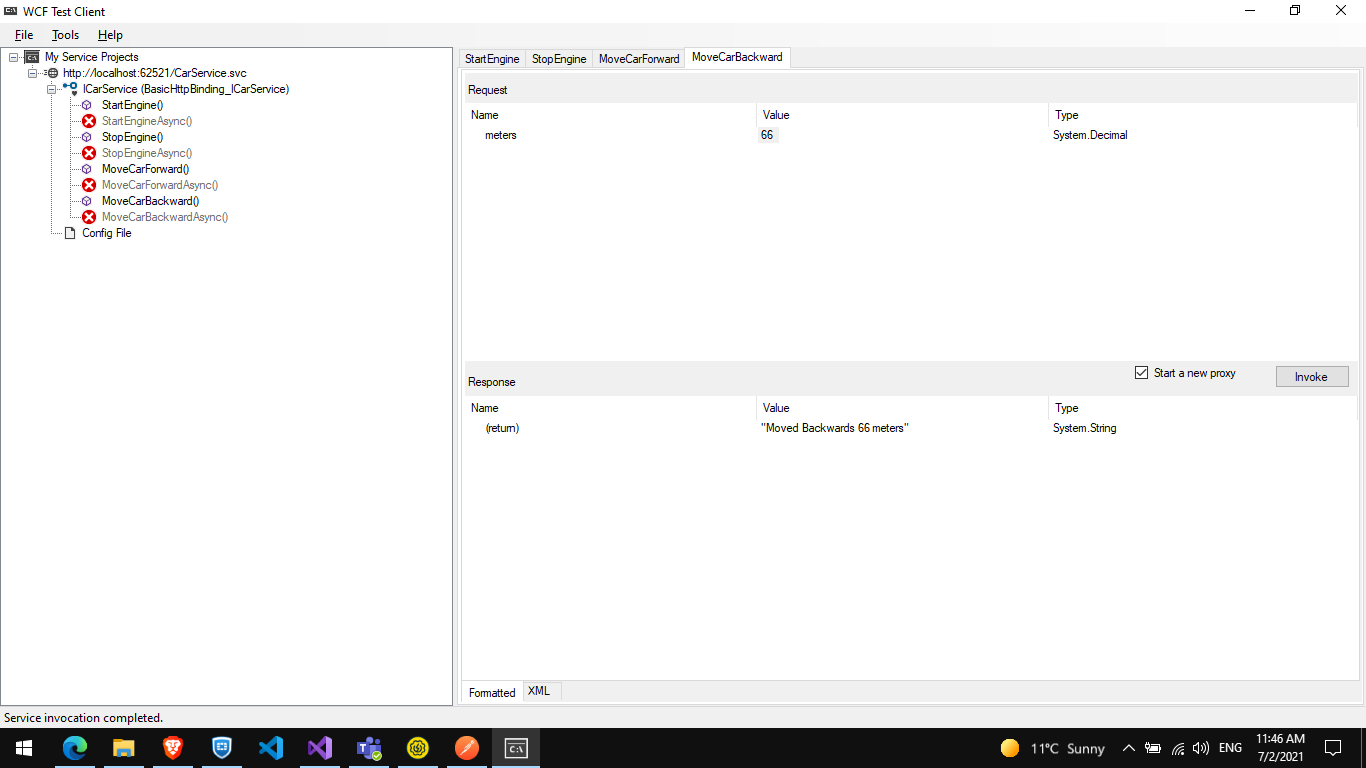 WCF Test Client
File Tools Help
My Service Projects
http://localhost:62521/CarService.svc
ICarService (BasicHttpBinding_ICarService)
StartEngine()
StartEngineAsync()
StopEngine()
StopEngineAsync()
MoveCarForward()
MoveCarForwardAsync()
MoveCarBackward()
MoveCarBackwardAsync()
Config File
StartEngine StopEngine MoveCarForward MoveCarBackward
Request
Name Value Type
meters 66 System.Decimal
Response Start a new proxy Invoke
Name Value Type
(return) "Moved Backwards 66 meters" System.String
Formatted XML
Service invocation completed.
11°C Sunny ENG 11:46 AM
7/2/2021